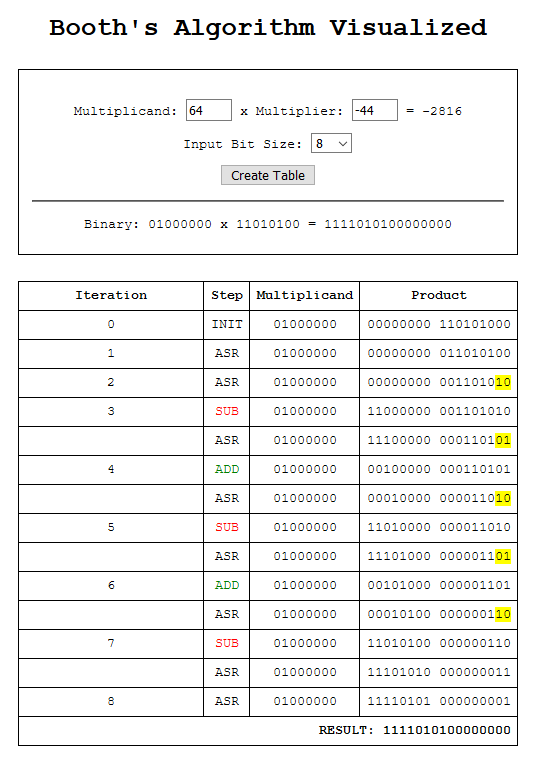 Booth's Algorithm Visualized
Multiplicand: 64 x Multiplier: -44 = -2816
Input Bit Size: 8
Create Table
Binary: 01000000 x 11010100 = 1111010100000000
Iteration Step Multiplicand Product
0 INIT 01000000 00000000 110101000
1 ASR 01000000 00000000 011010100
2 ASR 01000000 00000000 001101010
3 SUB 01000000 11000000 001101010
ASR 01000000 11100000 000110101
4 ADD 01000000 00100000 000110101
ASR 01000000 00010000 000011010
5 SUB 01000000 11010000 000011010
ASR 01000000 11101000 000001101
6 ADD 01000000 00101000 000001101
ASR 01000000 00010100 000000110
7 SUB 01000000 11010100 000000110
ASR 01000000 11101010 000000011
8 ASR 01000000 11110101 000000001
RESULT: 1111010100000000